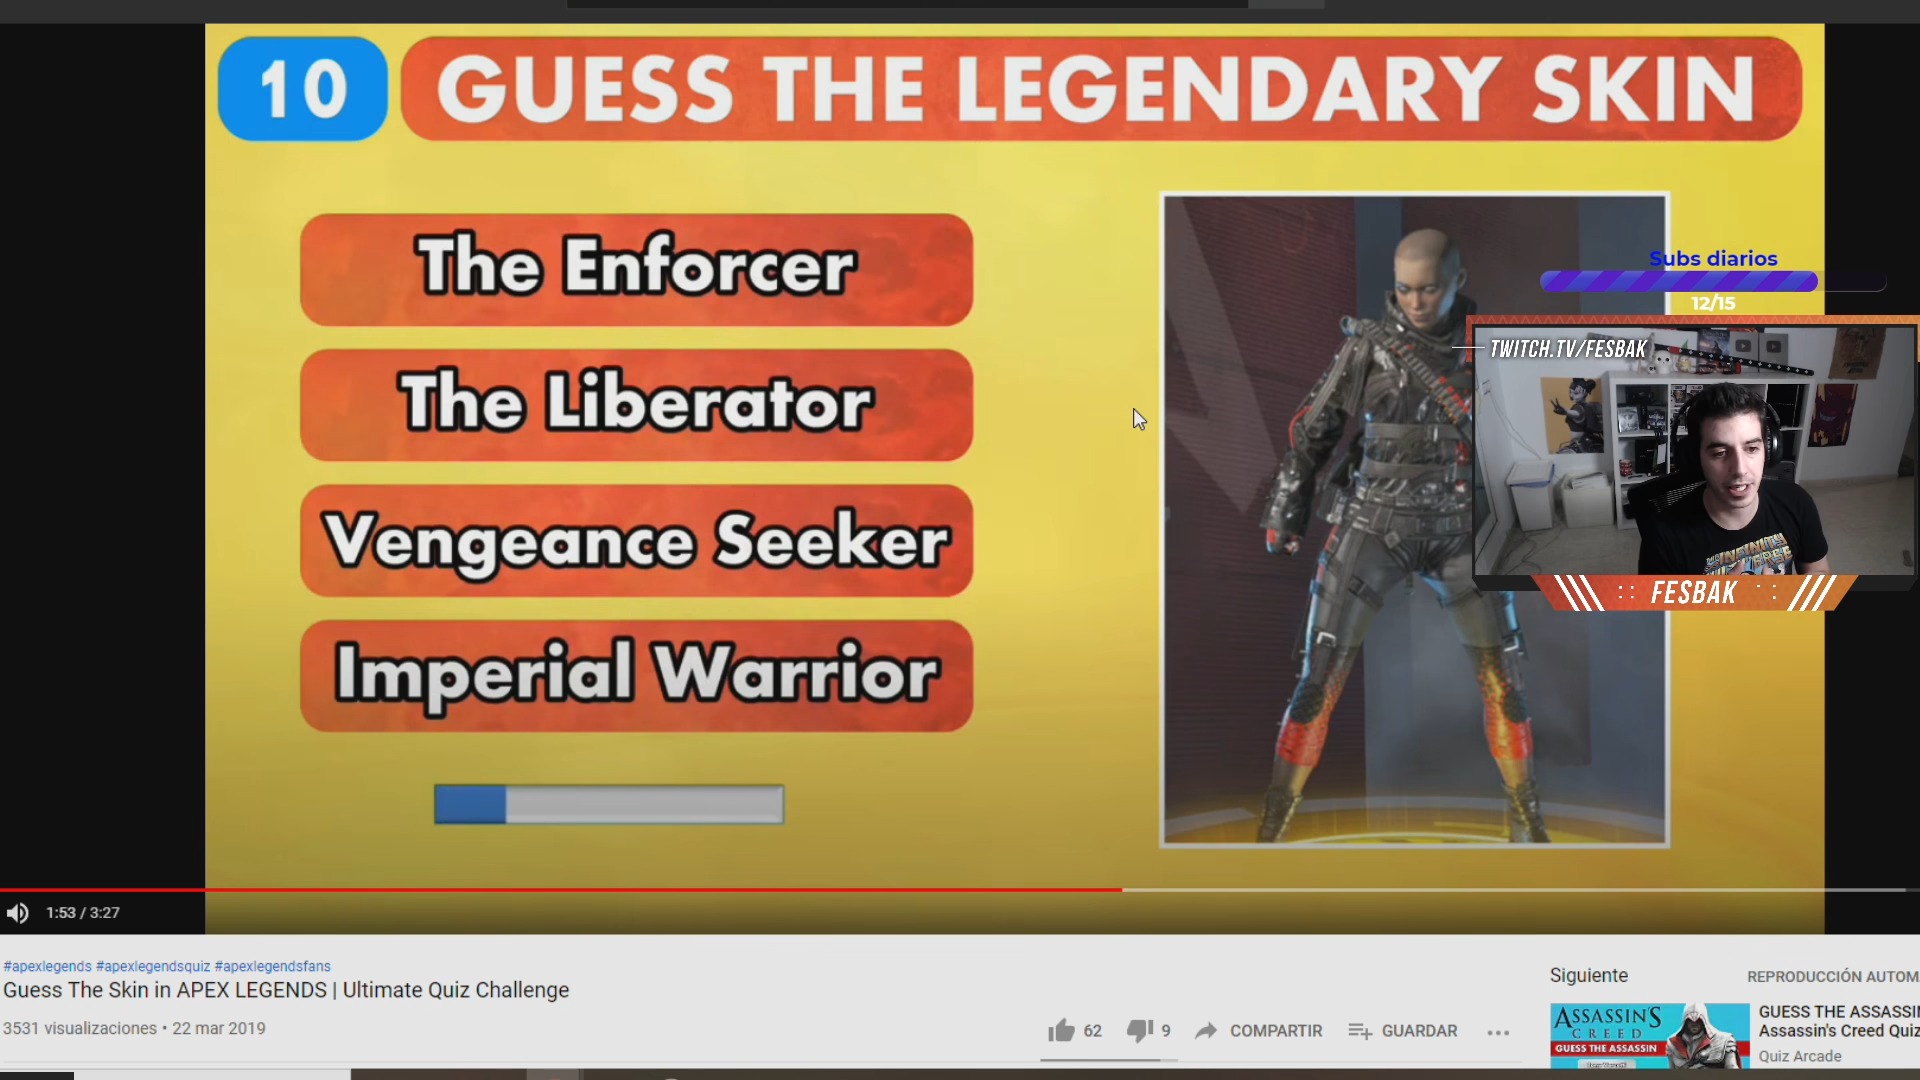 10 GUESS THE LEGENDARY SKIN
The Enforcer
The Liberator
Vengeance Seeker
Imperial Warrior
Subs diarios
12/15
TWITCH.TV/FESBAK
FESBAK
1:53 / 3:27
#apexlegends #apexlegendsquiz #apexlegendsfans
Guess The Skin in APEX LEGENDS | Ultimate Quiz Challenge
3531 visualizaciones • 22 mar 2019
62
9
COMPARTIR
GUARDAR
Siguiente
REPRODUCCIÓN AUTOM
ASSASSIN'S
CREED
GUESS THE ASSASSIN
GUESS THE ASSASSIN
Assassin's Creed Quiz
Quiz Arcade